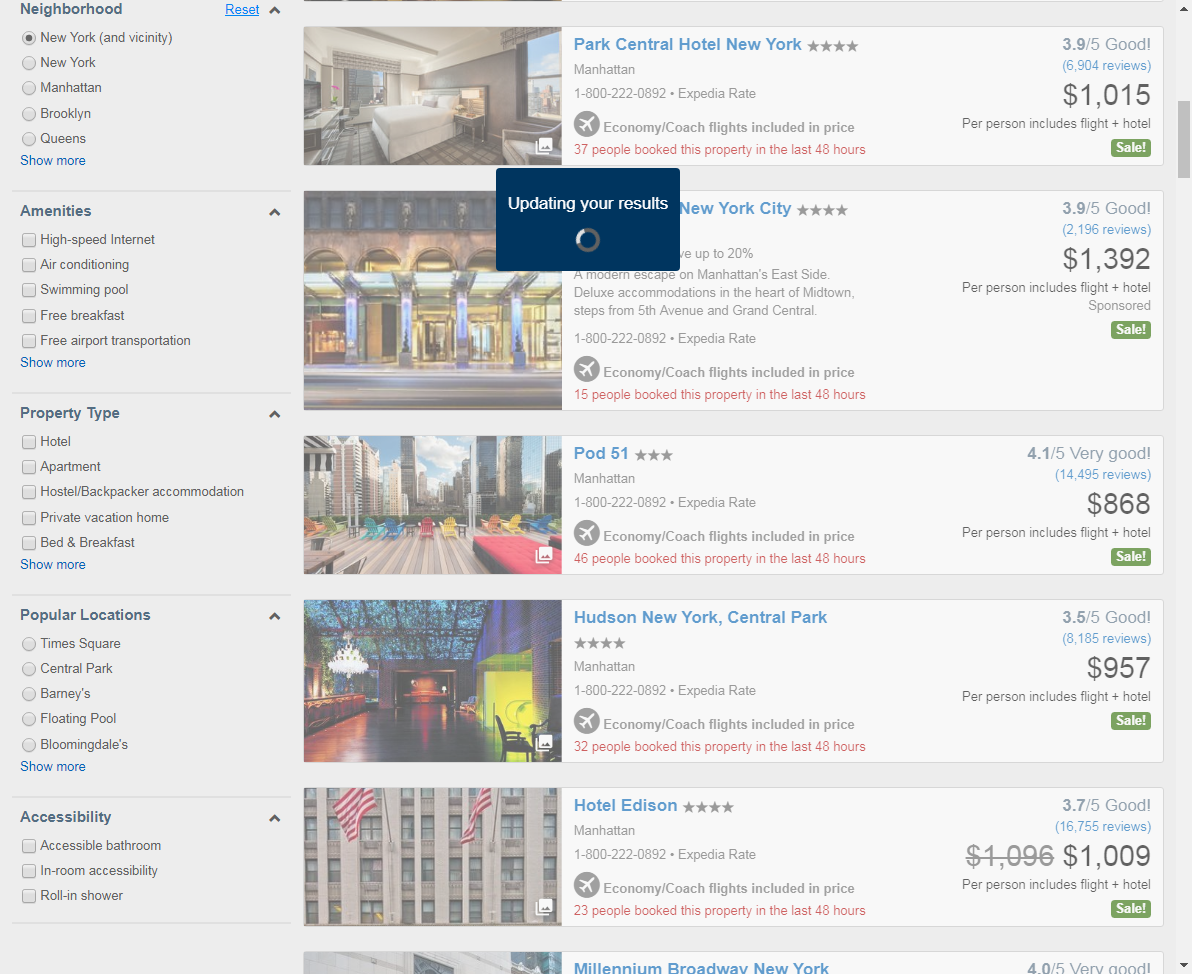 Neighborhood Reset
New York (and vicinity)
New York
Manhattan
Brooklyn
Queens
Show more
Amenities
High-speed Internet
Air conditioning
Swimming pool
Free breakfast
Free airport transportation
Show more
Property Type
Hotel
Apartment
Hostel/Backpacker accommodation
Private vacation home
Bed & Breakfast
Show more
Popular Locations
Times Square
Central Park
Barney's
Floating Pool
Bloomingdale's
Show more
Accessibility
Accessible bathroom
In-room accessibility
Roll-in shower
Park Central Hotel New York
Manhattan
1-800-222-0892 • Expedia Rate
Economy/Coach flights included in price
37 people booked this property in the last 48 hours
3.9/5 Good!
(6,904 reviews)
$1,015
Per person includes flight + hotel
Sale!
Updating your results
New York City
up to 20%
A modern escape on Manhattan's East Side.
Deluxe accommodations in the heart of Midtown,
steps from 5th Avenue and Grand Central.
1-800-222-0892 • Expedia Rate
Economy/Coach flights included in price
15 people booked this property in the last 48 hours
3.9/5 Good!
(2,196 reviews)
$1,392
Per person includes flight + hotel
Sponsored
Sale!
Pod 51
Manhattan
1-800-222-0892 • Expedia Rate
Economy/Coach flights included in price
46 people booked this property in the last 48 hours
4.1/5 Very good!
(14,495 reviews)
$868
Per person includes flight + hotel
Sale!
Hudson New York, Central Park
Manhattan
1-800-222-0892 • Expedia Rate
Economy/Coach flights included in price
32 people booked this property in the last 48 hours
3.5/5 Good!
(8,185 reviews)
$957
Per person includes flight + hotel
Sale!
Hotel Edison
Manhattan
1-800-222-0892 • Expedia Rate
Economy/Coach flights included in price
23 people booked this property in the last 48 hours
3.7/5 Good!
(16,755 reviews)
$1,096 $1,009
Per person includes flight + hotel
Sale!
Millennium Broadway New York
4.0/5 Very good!